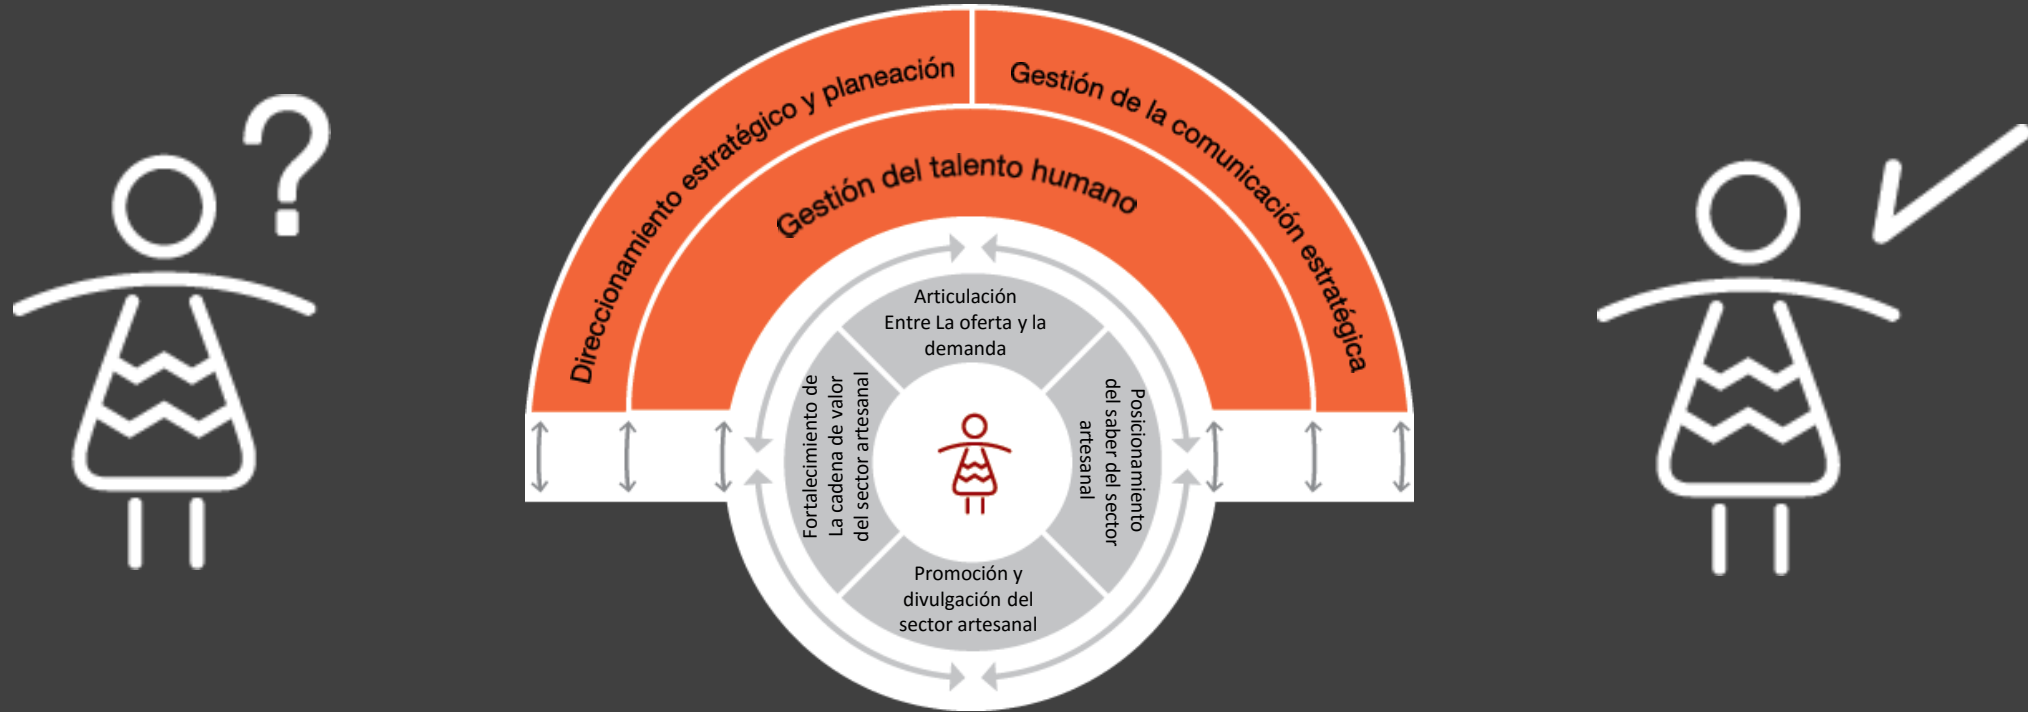 Direccionamiento estratégico y planeación
Gestión de la comunicación estratégica
Gestión del talento humano
Articulación
Entre La oferta y la
demanda
Fortalecimiento de
La cadena de valor
del sector artesanal
Posicionamiento
del saber del sector
artesanal
Promoción y
divulgación del
sector artesanal
?